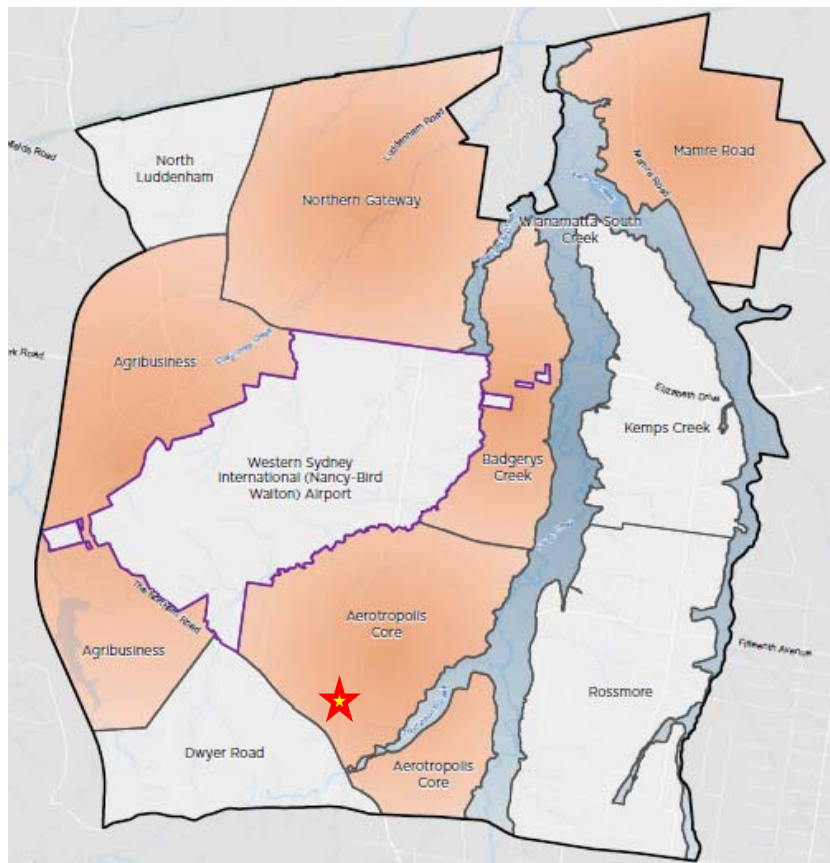 North
Luddenham
Luddenham Road
Northern Gateway
Mamre Road
Mamre Road
Wianamatta-South
Creek
Agribusiness
Elizabeth Drive
Kemps Creek
Western Sydney
International (Nancy-Bird
Walton) Airport
Badgerys
Creek
The Northern Road
Agribusiness
Aerotropolis
Core
Fifteenth Avenue
Rossmore
Dwyer Road
Aerotropolis
Core